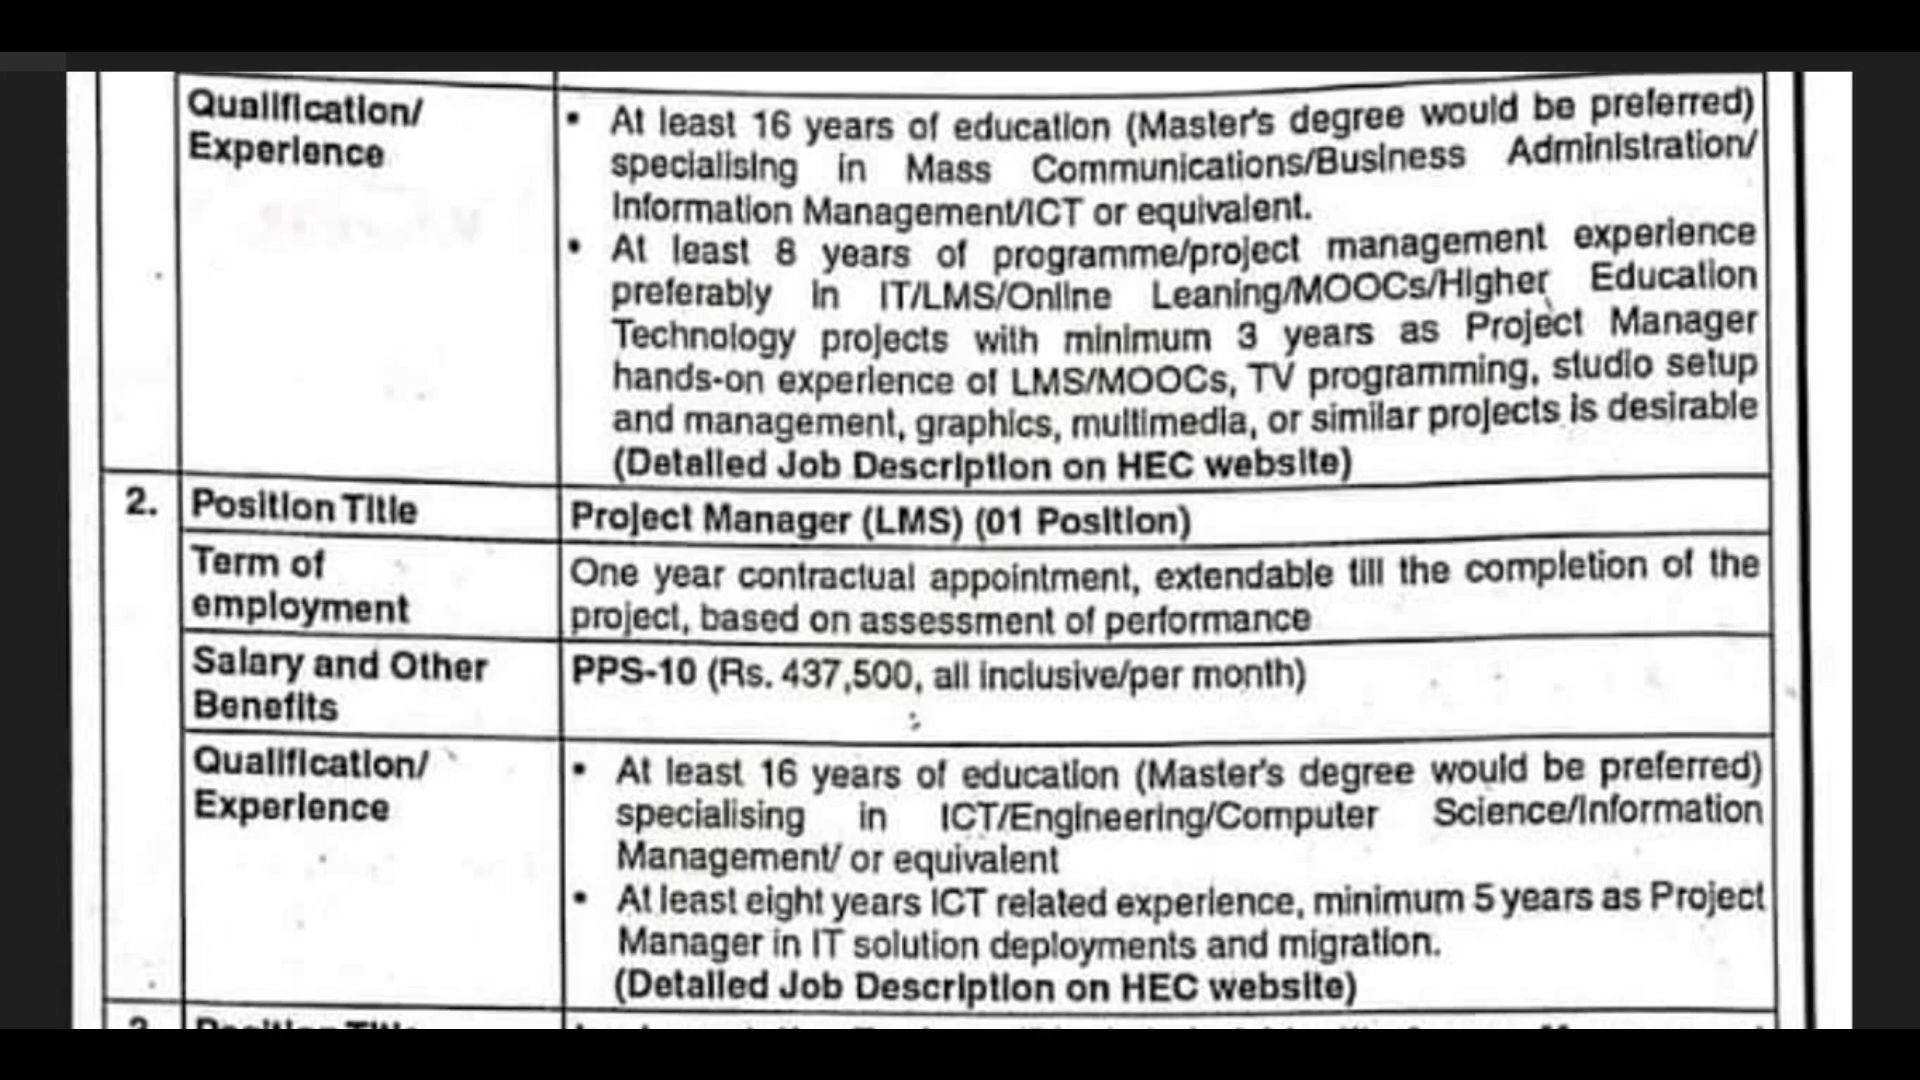 Qualification/
Experience
• At least 16 years of education (Master's degree would be preferred)
specialising in Mass Communications/Business Administration/
Information Management/ICT or equivalent.
• At least 8 years of programme/project management experience
preferably in IT/LMS/Online Leaning/MOOCs/Higher Education
Technology projects with minimum 3 years as Project Manager
hands-on experience of LMS/MOOCs, TV programming, studio setup
and management, graphics, multimedia, or similar projects is desirable
(Detailed Job Description on HEC website)
2. Position Title
Project Manager (LMS) (01 Position)
Term of
employment
One year contractual appointment, extendable till the completion of the
project, based on assessment of performance
Salary and Other
Benefits
PPS-10 (Rs. 437,500, all inclusive/per month)
Qualification/
Experience
• At least 16 years of education (Master's degree would be preferred)
specialising in ICT/Engineering/Computer Science/Information
Management/ or equivalent
• At least eight years ICT related experience, minimum 5 years as Project
Manager in IT solution deployments and migration.
(Detailed Job Description on HEC website)
Position Title